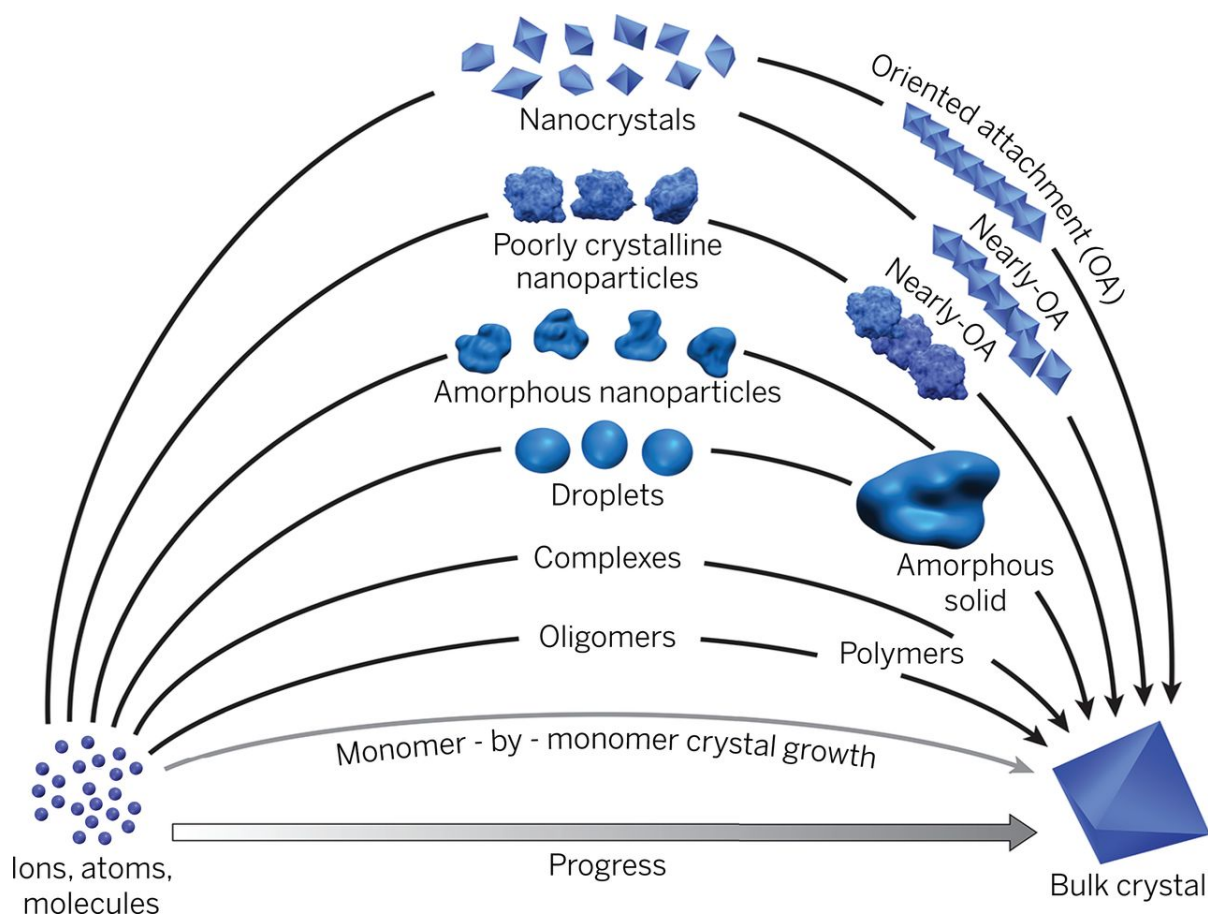 Nanocrystals
Oriented attachment (OA)
Poorly crystalline
nanoparticles
Nearly-OA
Nearly-OA
Amorphous nanoparticles
Droplets
Amorphous
solid
Complexes
Oligomers
Polymers
Monomer - by - monomer crystal growth
Progress
Ions, atoms,
molecules
Bulk crystal